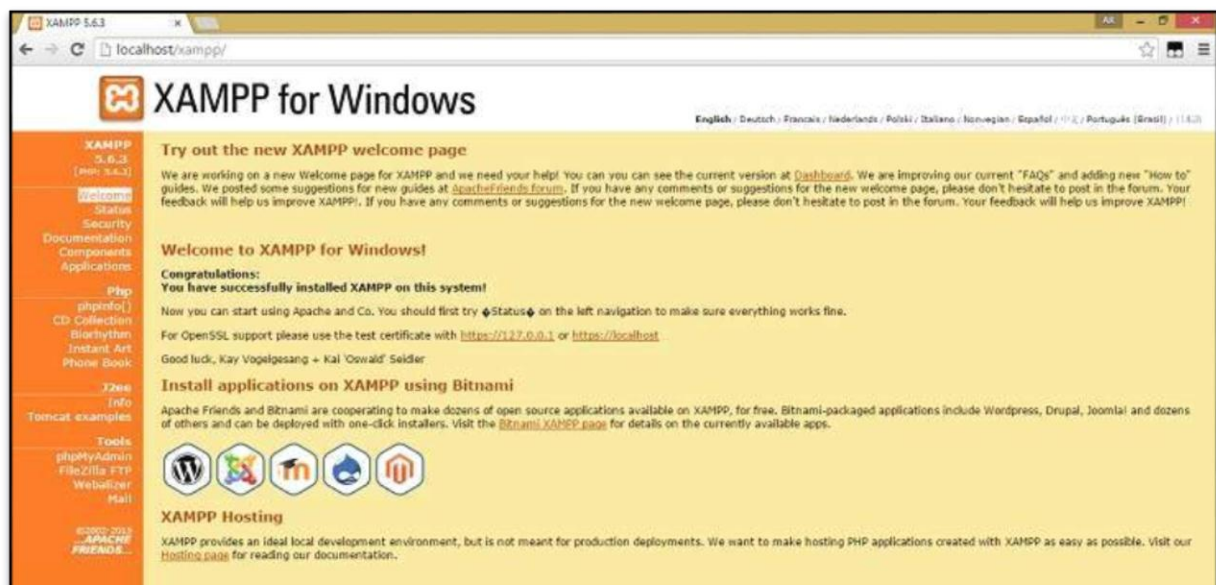 XAMPP 5.6.3
AR
localhost/xampp/
XAMPP for Windows
English / Deutsch / Francais / Nederlands / Polski / Italiano / Norwegian / Español / 中文 / Português (Brasil) /
XAMPP
5.6.3
[PHP: 5.6.3]
Welcome
Status
Security
Documentation
Components
Applications
Php
phpinfo()
CD Collection
Biorhythm
Instant Art
Phone Book
J2ee
Info
Tomcat examples
Tools
phpMyAdmin
FileZilla FTP
Webalizer
Mail
...APACHE
FRIENDS...
Try out the new XAMPP welcome page
We are working on a new Welcome page for XAMPP and we need your help! You can you can see the current version at Dashboard. We are improving our current "FAQs" and adding new "How to"
guides. We posted some suggestions for new guides at ApacheFriends forum. If you have any comments or suggestions for the new welcome page, please don't hesitate to post in the forum. Your
feedback will help us improve XAMPP!. If you have any comments or suggestions for the new welcome page, please don't hesitate to post in the forum. Your feedback will help us improve XAMPP!
Welcome to XAMPP for Windows!
Congratulations:
You have successfully installed XAMPP on this system!
Now you can start using Apache and Co. You should first try �Status� on the left navigation to make sure everything works fine.
For OpenSSL support please use the test certificate with https://127.0.0.1 or https://localhost
Good luck, Kay Vogelgesang + Kai 'Oswald' Seidler
Install applications on XAMPP using Bitnami
Apache Friends and Bitnami are cooperating to make dozens of open source applications available on XAMPP, for free. Bitnami-packaged applications include Wordpress, Drupal, Joomla! and dozens
of others and can be deployed with one-click installers. Visit the Bitnami XAMPP page for details on the currently available apps.
XAMPP Hosting
XAMPP provides an ideal local development environment, but is not meant for production deployments. We want to make hosting PHP applications created with XAMPP as easy as possible. Visit our
Hosting page for reading our documentation.